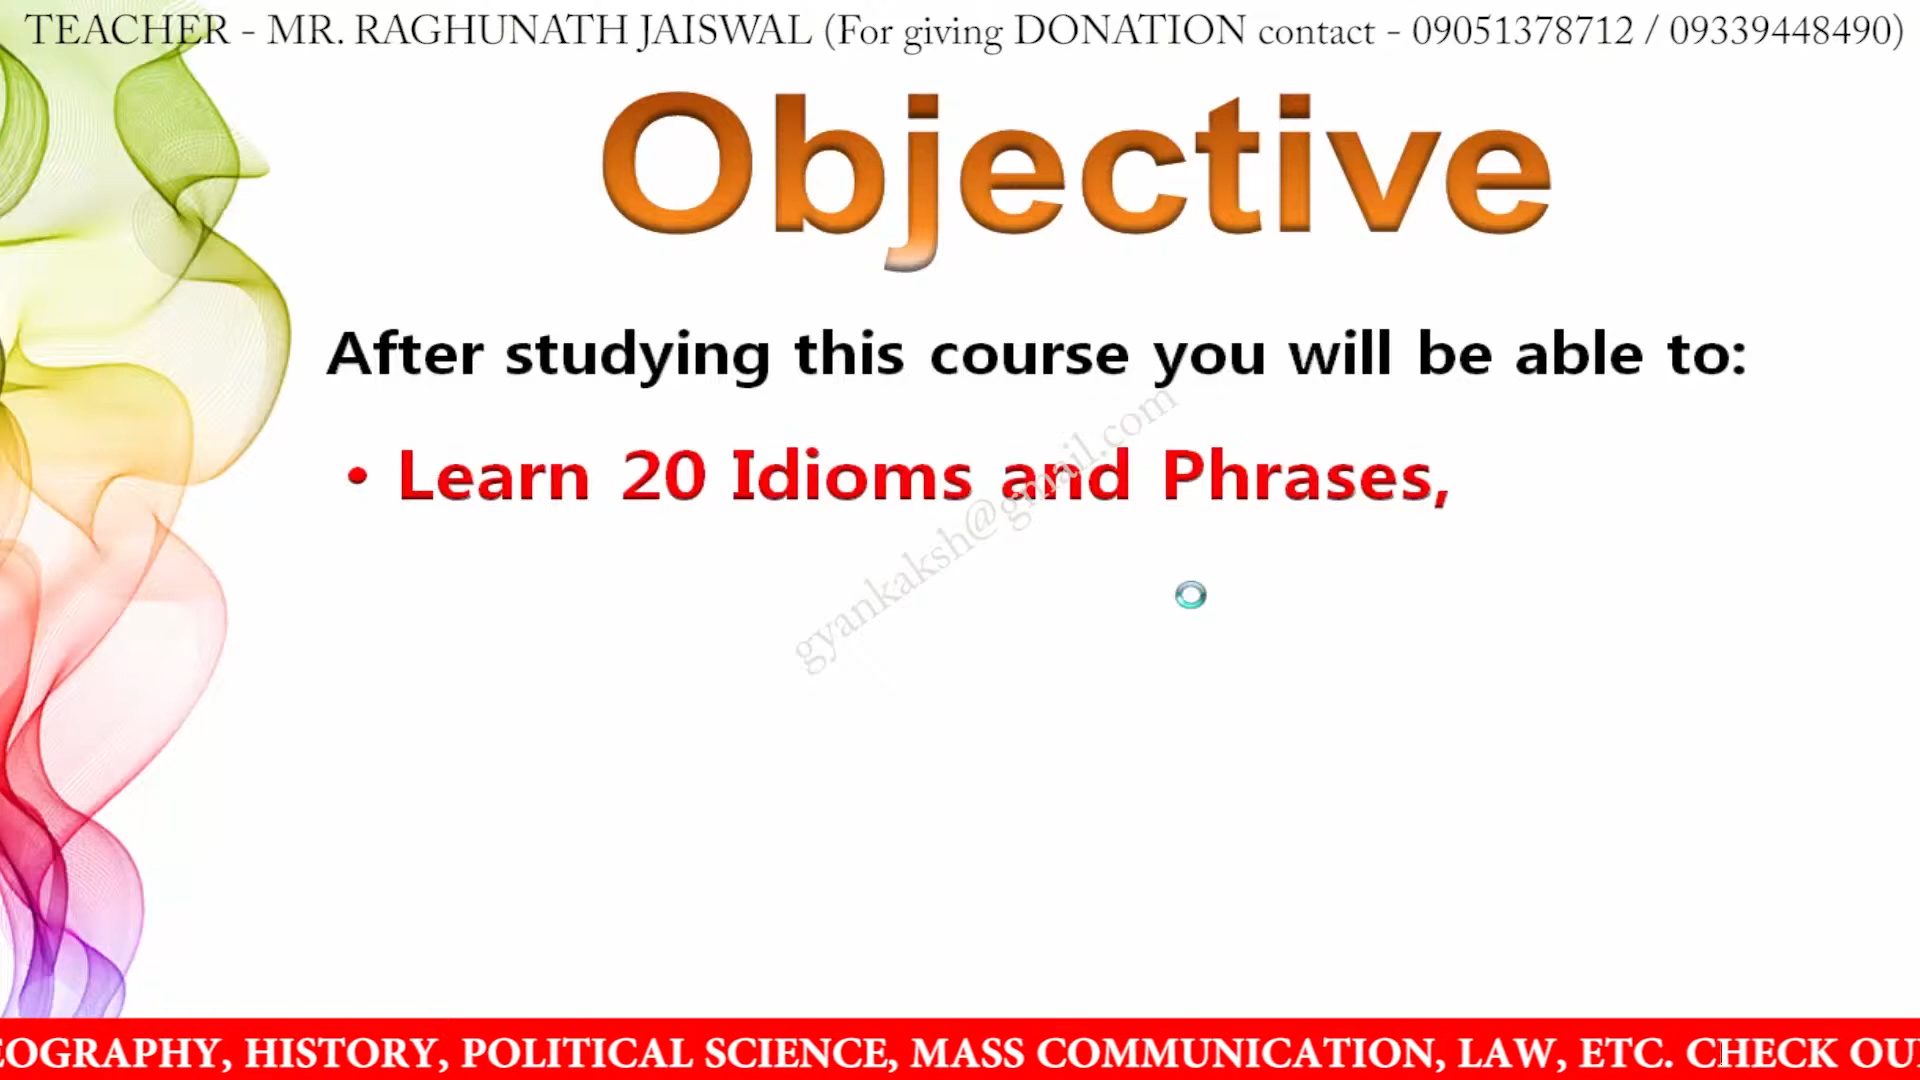 TEACHER - MR. RAGHUNATH JAISWAL (For giving DONATION contact - 09051378712 / 09339448490)
Objective
After studying this course you will be able to:
• Learn 20 Idioms and Phrases,
gyankaksh@gmail.com
EOGRAPHY, HISTORY, POLITICAL SCIENCE, MASS COMMUNICATION, LAW, ETC. CHECK OU